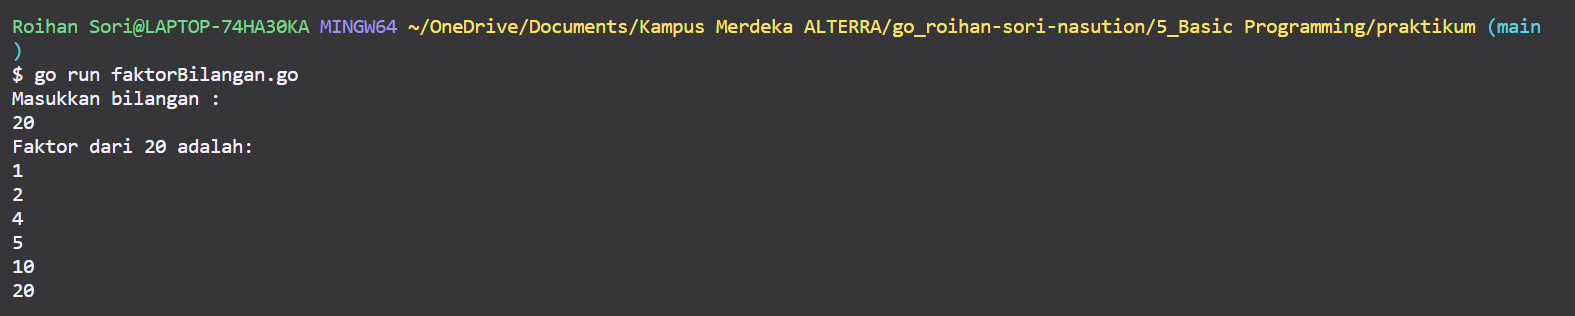 Roihan Sori@LAPTOP-74HA30KA MINGW64 ~/OneDrive/Documents/Kampus Merdeka ALTERRA/go_roihan-sori-nasution/5_Basic Programming/praktikum (main
)
$ go run faktorBilangan.go
Masukkan bilangan :
20
Faktor dari 20 adalah:
1
2
4
5
10
20